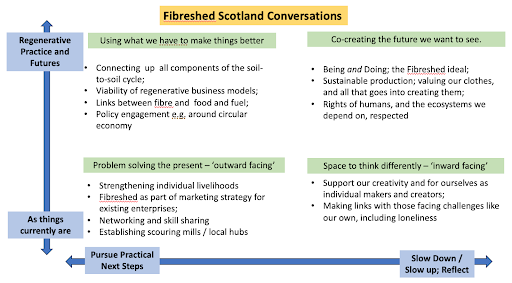 Fibreshed Scotland Conversations
Regenerative
Practice and
Futures
Using what we have to make things better
• Connecting up all components of the soil-
to-soil cycle;
• Viability of regenerative business models;
• Links between fibre and food and fuel;
• Policy engagement e.g. around circular
economy
Co-creating the future we want to see.
• Being and Doing; the Fibreshed ideal;
• Sustainable production; valuing our clothes,
and all that goes into creating them;
• Rights of humans, and the ecosystems we
depend on, respected
Problem solving the present – ‘outward facing’
• Strengthening individual livelihoods
• Fibreshed as part of marketing strategy for
existing enterprises;
• Networking and skill sharing
• Establishing scouring mills / local hubs
Space to think differently – ‘inward facing’
• Support our creativity and for ourselves as
individual makers and creators;
• Making links with those facing challenges like
our own, including loneliness
As things
currently are
Pursue Practical
Next Steps
Slow Down /
Slow up; Reflect